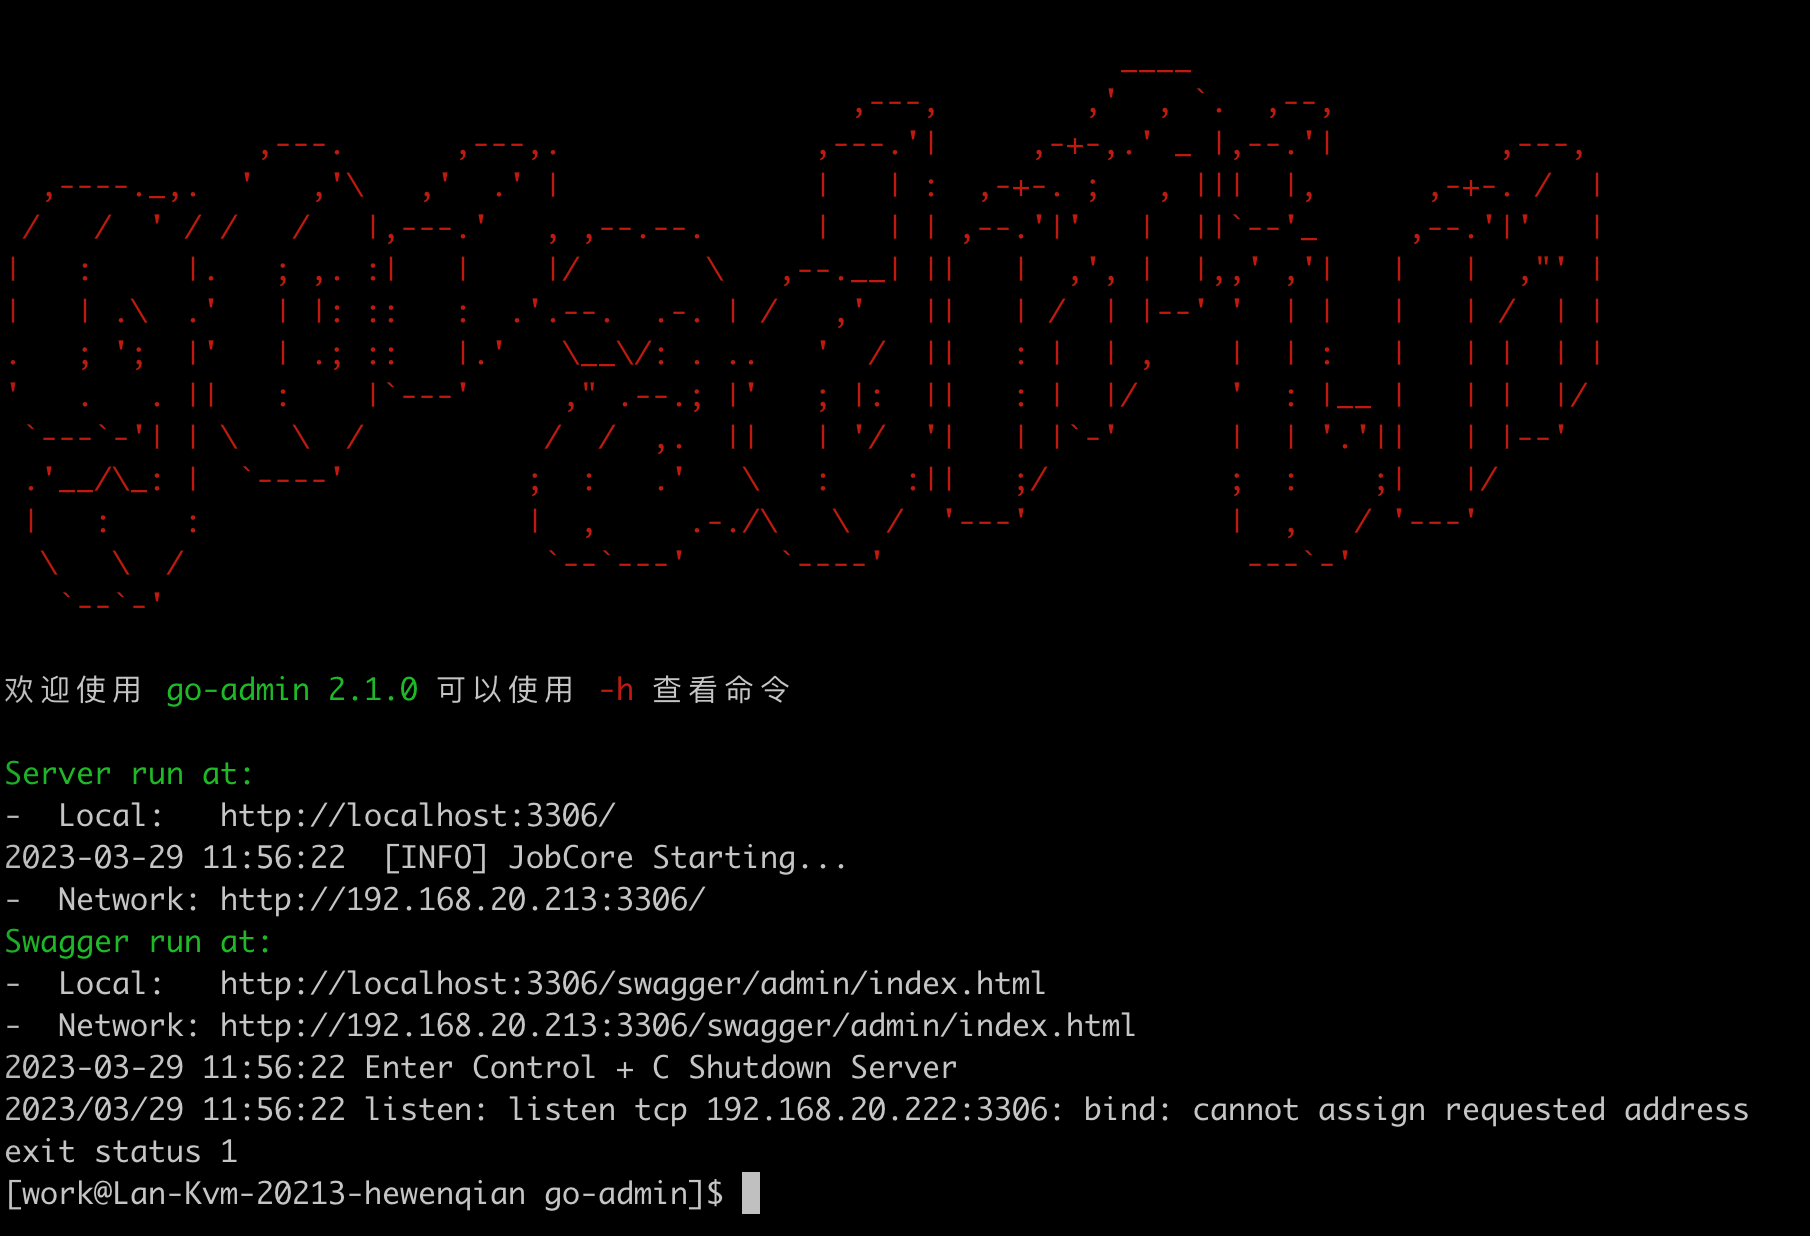 欢迎使用 go-admin 2.1.0 可以使用 -h 查看命令
Server run at:
-  Local:   http://localhost:3306/
2023-03-29 11:56:22  [INFO] JobCore Starting...
-  Network: http://192.168.20.213:3306/
Swagger run at:
-  Local:   http://localhost:3306/swagger/admin/index.html
-  Network: http://192.168.20.213:3306/swagger/admin/index.html
2023-03-29 11:56:22 Enter Control + C Shutdown Server
2023/03/29 11:56:22 listen: listen tcp 192.168.20.222:3306: bind: cannot assign requested address
exit status 1
[work@Lan-Kvm-20213-hewenqian go-admin]$